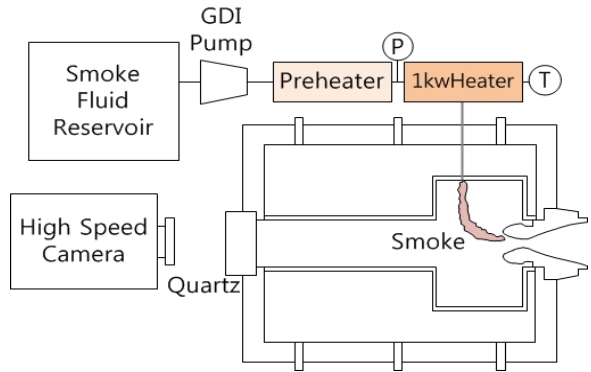 GDI
Pump
Smoke
Fluid
Reservoir
Preheater
P
1kwHeater
T
High Speed
Camera
Quartz
Smoke